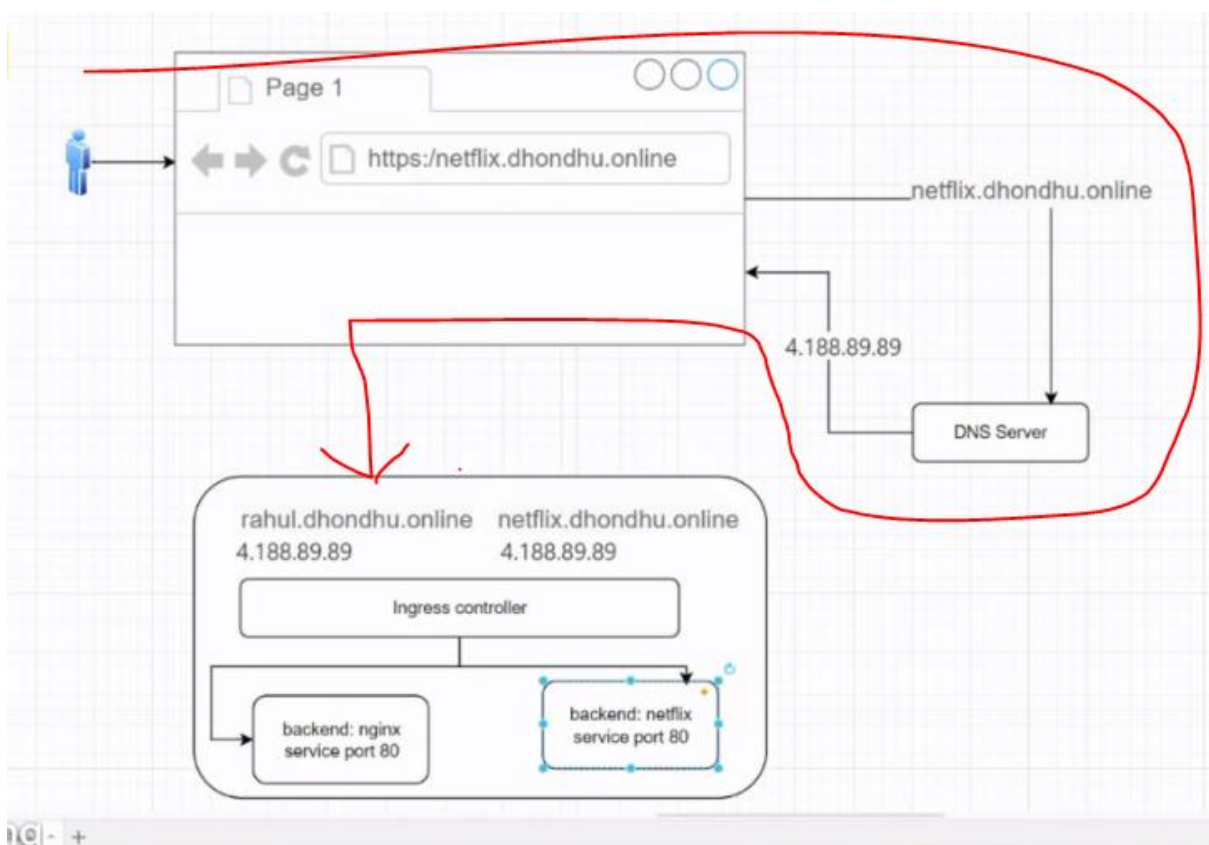 Page 1
https:/netflix.dhondhu.online
netflix.dhondhu.online
4.188.89.89
DNS Server
rahul.dhondhu.online netflix.dhondhu.online
4.188.89.89 4.188.89.89
Ingress controller
backend: nginx
service port 80
backend: netflix
service port 80